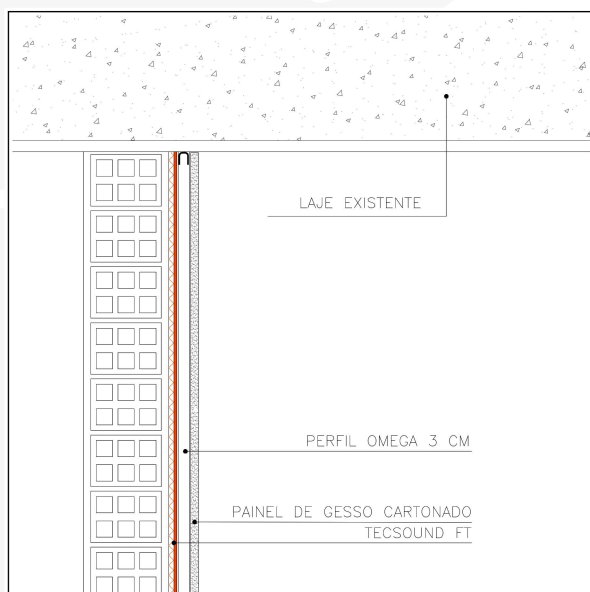 LAJE EXISTENTE
PERFIL OMEGA 3 CM
PAINEL DE GESSO CARTONADO
TECSOUND FT